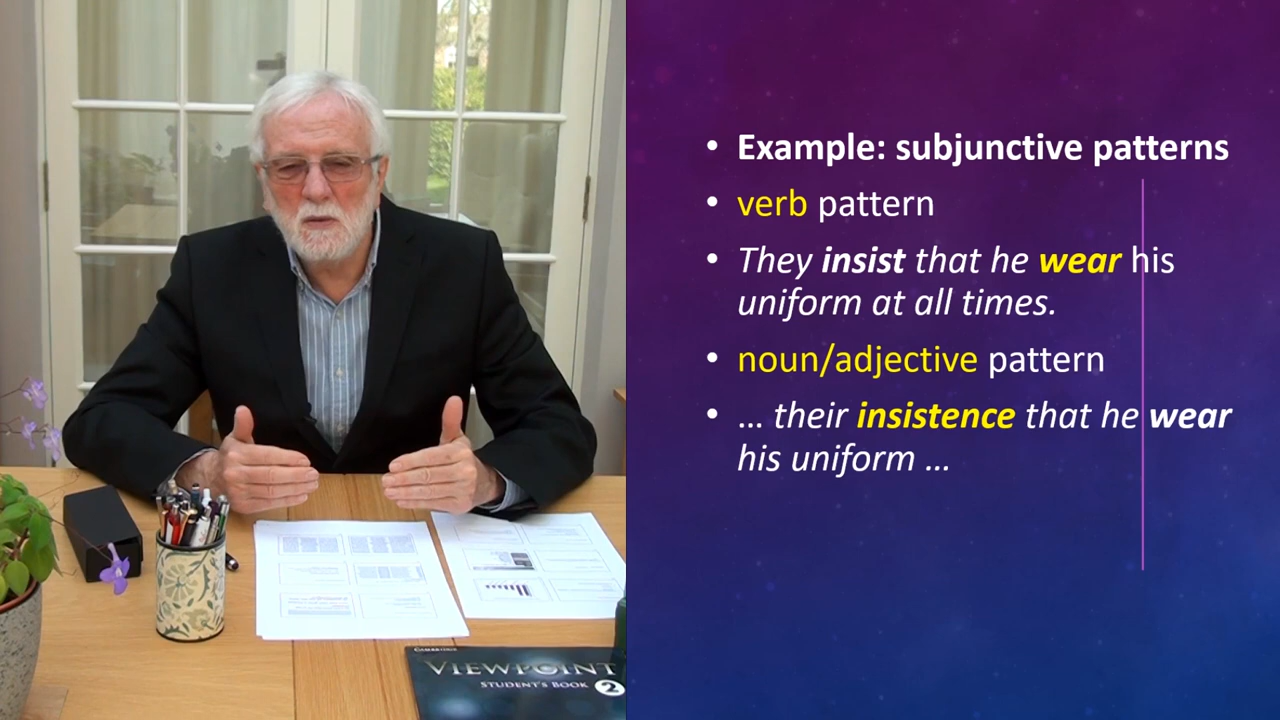 • Example: subjunctive patterns
• verb pattern
• They insist that he wear his
uniform at all times.
• noun/adjective pattern
• … their insistence that he wear
his uniform …
CAMBRIDGE
VIEWPOINT
STUDENT'S BOOK 2